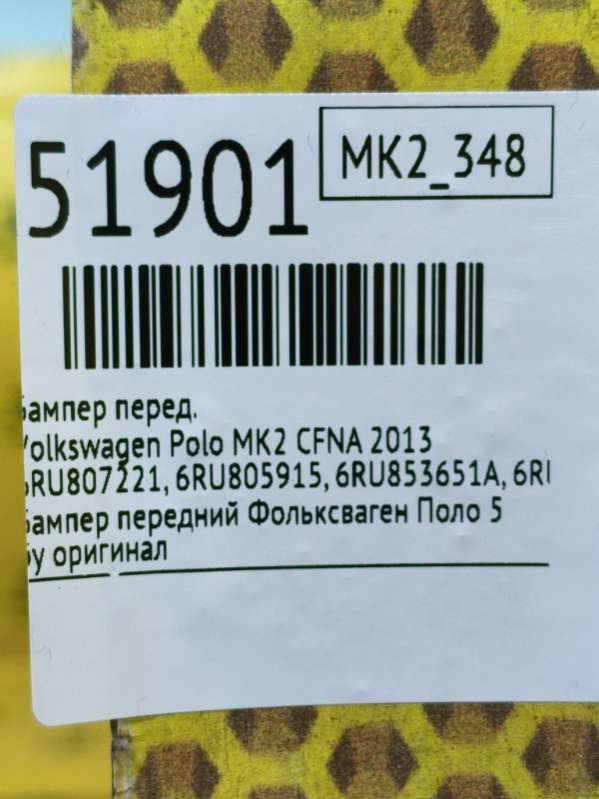 51901
MK2_348
Бампер перед.
Volkswagen Polo MK2 CFNA 2013
6RU807221, 6RU805915, 6RU853651A, 6RU
Бампер передний Фольксваген Поло 5
бу оригинал